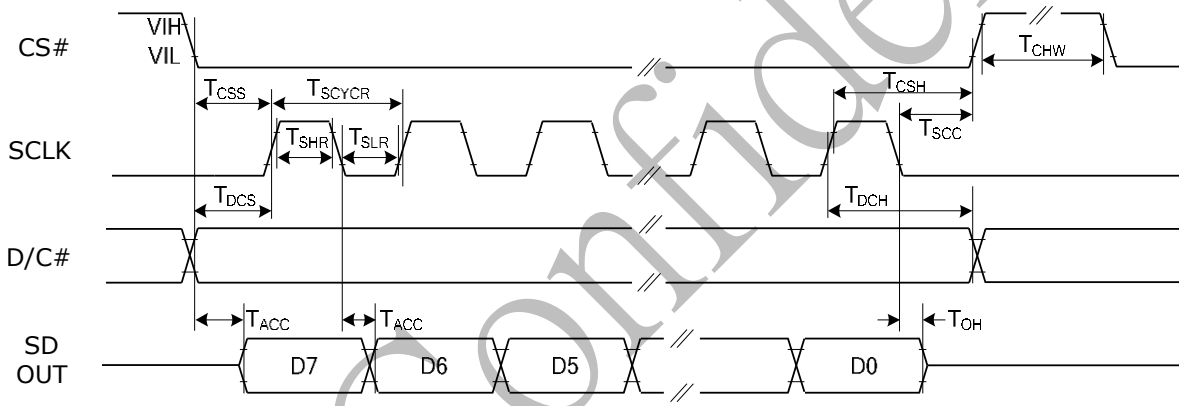 CS#
VIH
VIL
TCHW
TCSS
TSCYCR
TCSH
SCLK
TSHR
TSLR
TSCC
TDCS
TDCH
D/C#
TACC
TACC
TOH
SD
OUT
D7
D6
D5
D0
Confiden